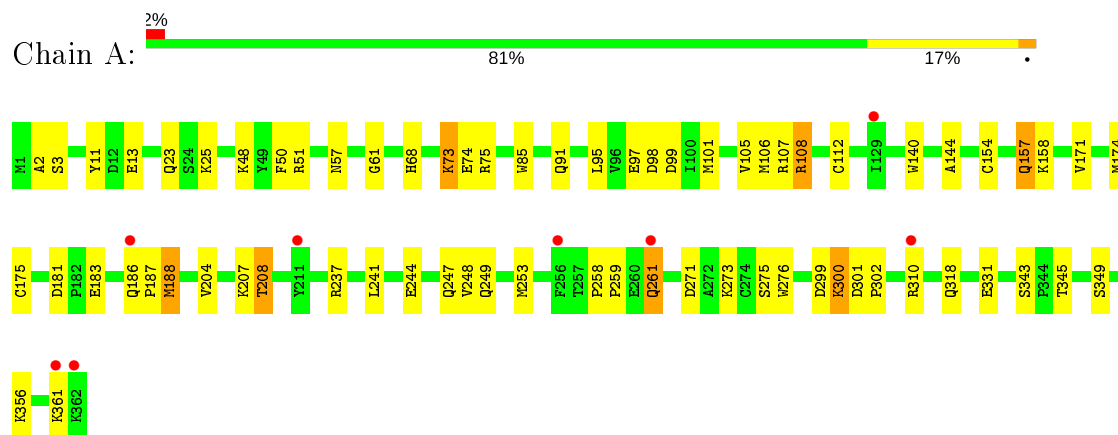 2%
Chain A:
81% 17% •
M1 A2 S3 Y11 D12 E13 Q23 S24 K25 K48 Y49 F50 R51 N57 G61 H68 K73 E74 R75 W85 Q91 L95 V96 E97 D98 D99 I100 M101 V105 M106 R107 R108 C112 I129 W140 A144 C154 Q157 K158 V171 M174
C175 D181 P182 E183 Q186 P187 M188 V204 K207 T208 Y211 R237 L241 E244 Q247 V248 Q249 M253 F256 T257 P258 P259 E260 Q261 D271 A272 K273 C274 S275 W276 D299 K300 D301 P302 R310 Q318 E331 S343 P344 T345 S349
K356 K361 K362